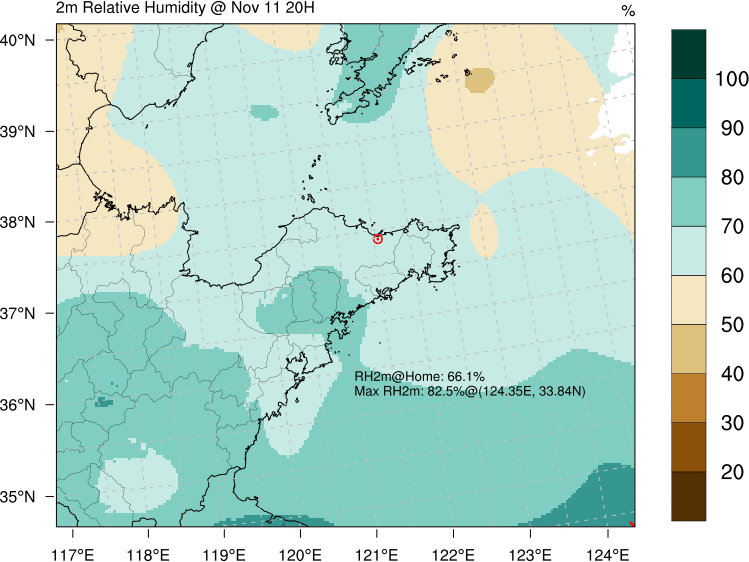 2m Relative Humidity @ Nov 11 20H
%
40°N
39°N
38°N
37°N
36°N
35°N
117°E 118°E 119°E 120°E 121°E 122°E 123°E 124°E
RH2m@Home: 66.1%
Max RH2m: 82.5%@(124.35E, 33.84N)
100
90
80
70
60
50
40
30
20